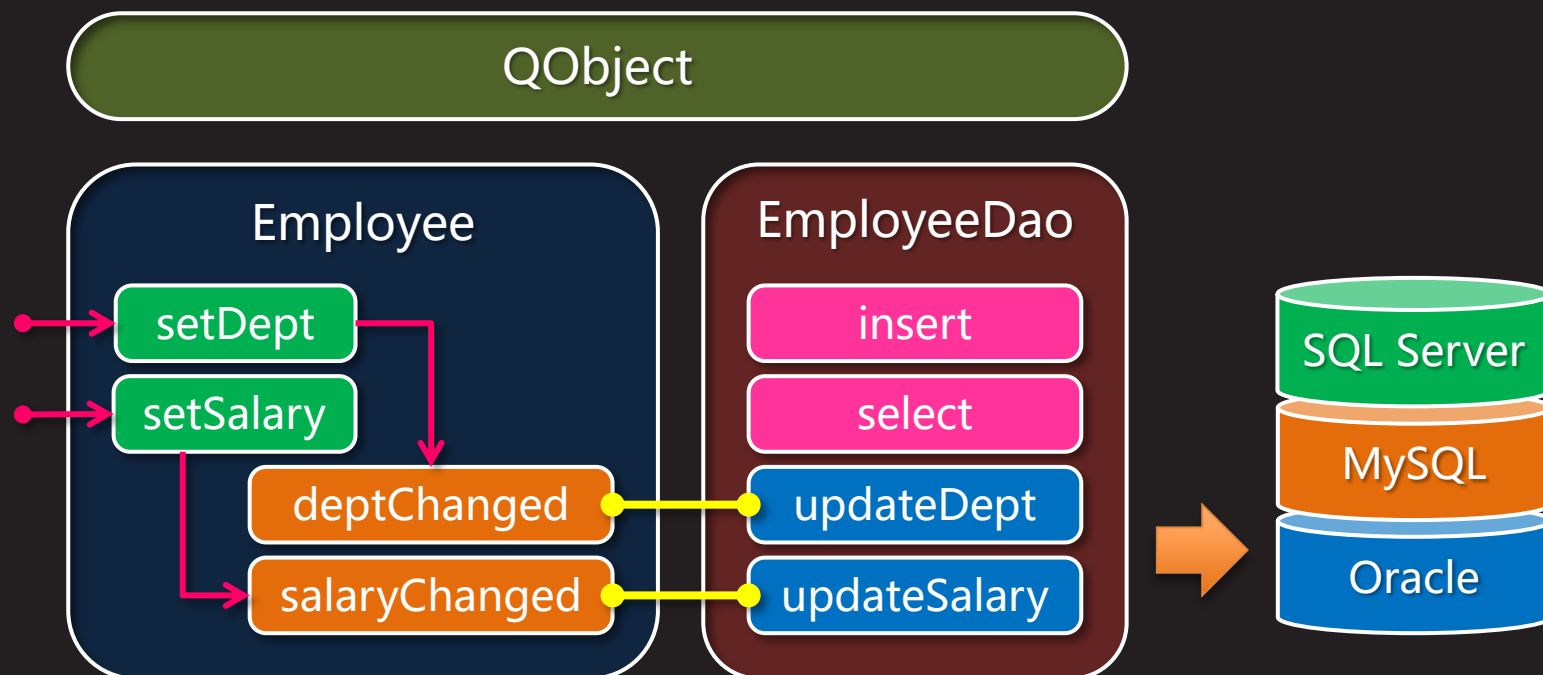 QObject
Employee
setDept
setSalary
deptChanged
salaryChanged
EmployeeDao
insert
select
updateDept
updateSalary
SQL Server
MySQL
Oracle